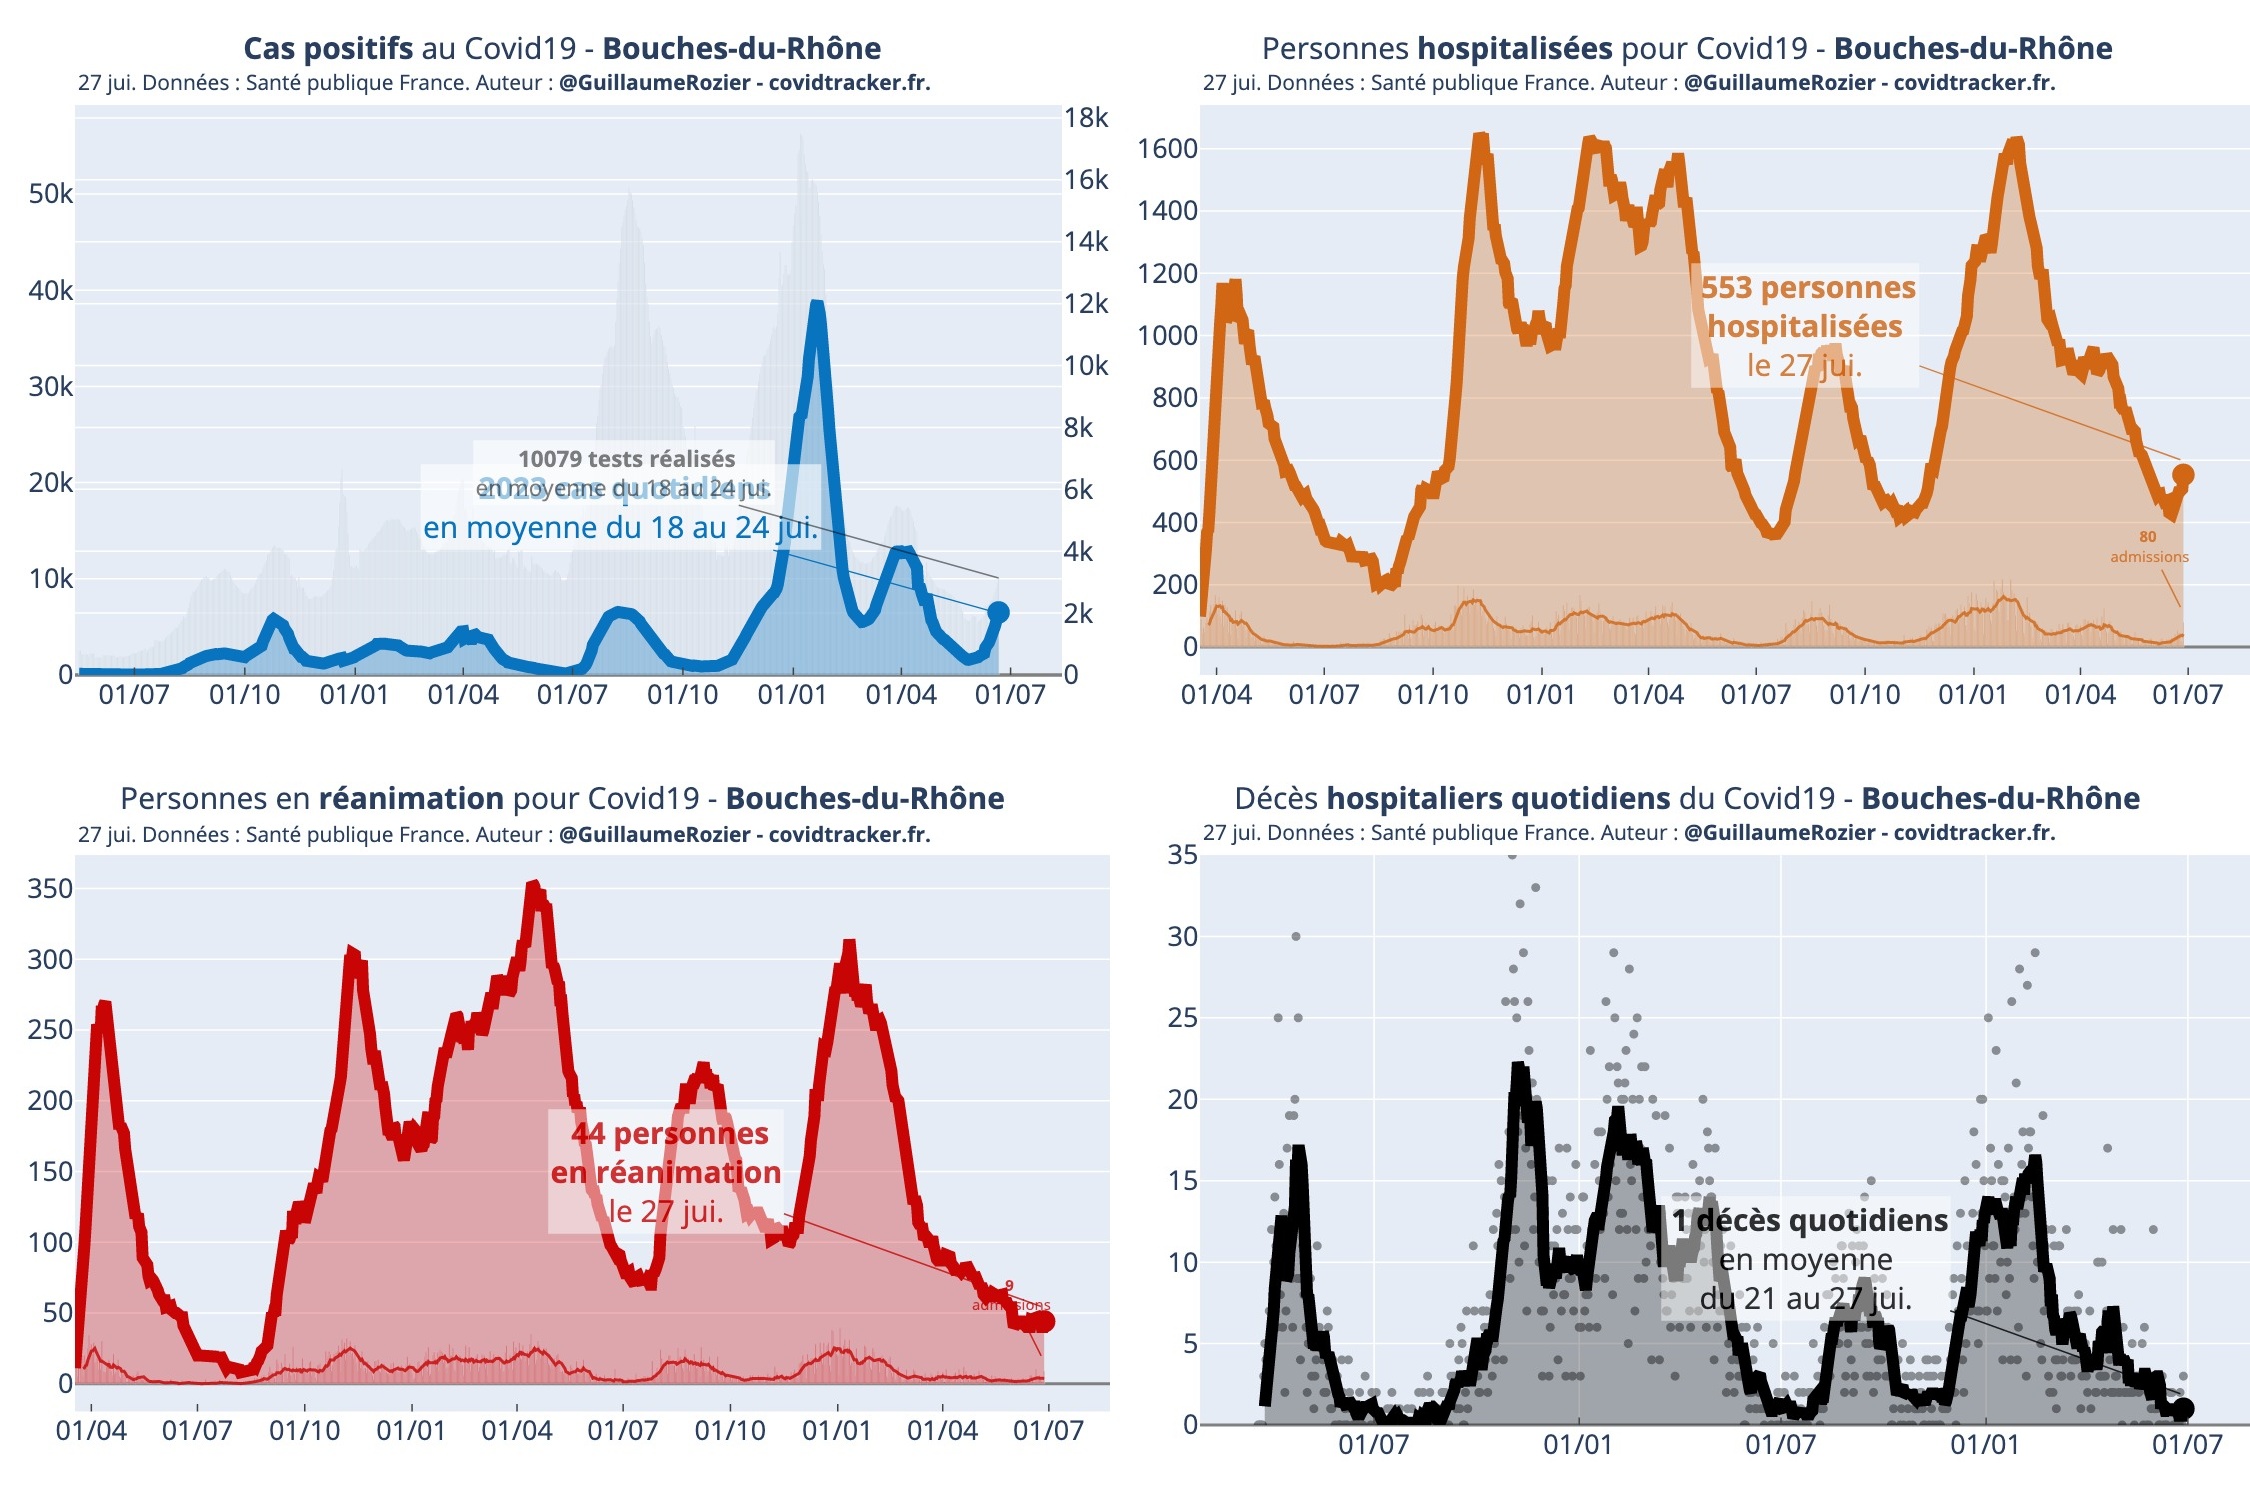 Cas positifs au Covid19 - Bouches-du-Rhône
27 jui. Données : Santé publique France. Auteur : @GuillaumeRozier - covidtracker.fr.
18k
16k
14k
12k
10k
8k
6k
4k
2k
0
50k
40k
30k
20k
10k
0
10079 tests réalisés
en moyenne du 18 au 24 jui.
2023 cas quotidiens
en moyenne du 18 au 24 jui.
01/07 01/10 01/01 01/04 01/07 01/10 01/01 01/04 01/07
Personnes hospitalisées pour Covid19 - Bouches-du-Rhône
27 jui. Données : Santé publique France. Auteur : @GuillaumeRozier - covidtracker.fr.
1600
1400
1200
1000
800
600
400
200
0
553 personnes
hospitalisées
le 27 jui.
80
admissions
01/04 01/07 01/10 01/01 01/04 01/07 01/10 01/01 01/04 01/07
Personnes en réanimation pour Covid19 - Bouches-du-Rhône
27 jui. Données : Santé publique France. Auteur : @GuillaumeRozier - covidtracker.fr.
350
300
250
200
150
100
50
0
44 personnes
en réanimation
le 27 jui.
9
admissions
01/04 01/07 01/10 01/01 01/04 01/07 01/10 01/01 01/04 01/07
Décès hospitaliers quotidiens du Covid19 - Bouches-du-Rhône
27 jui. Données : Santé publique France. Auteur : @GuillaumeRozier - covidtracker.fr.
35
30
25
20
15
10
5
0
1 décès quotidiens
en moyenne
du 21 au 27 jui.
01/07 01/01 01/07 01/01 01/07